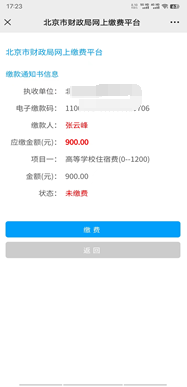 17:23
北京市财政局网上缴费平台
北京市财政局网上缴费平台
缴款通知书信息
执收单位：
电子缴款码：
缴款人：张云峰
应缴金额(元)：900.00
项目一：高等学校住宿费(0--1200)
金额(元)：900.00
状态：未缴费
缴 费
返 回